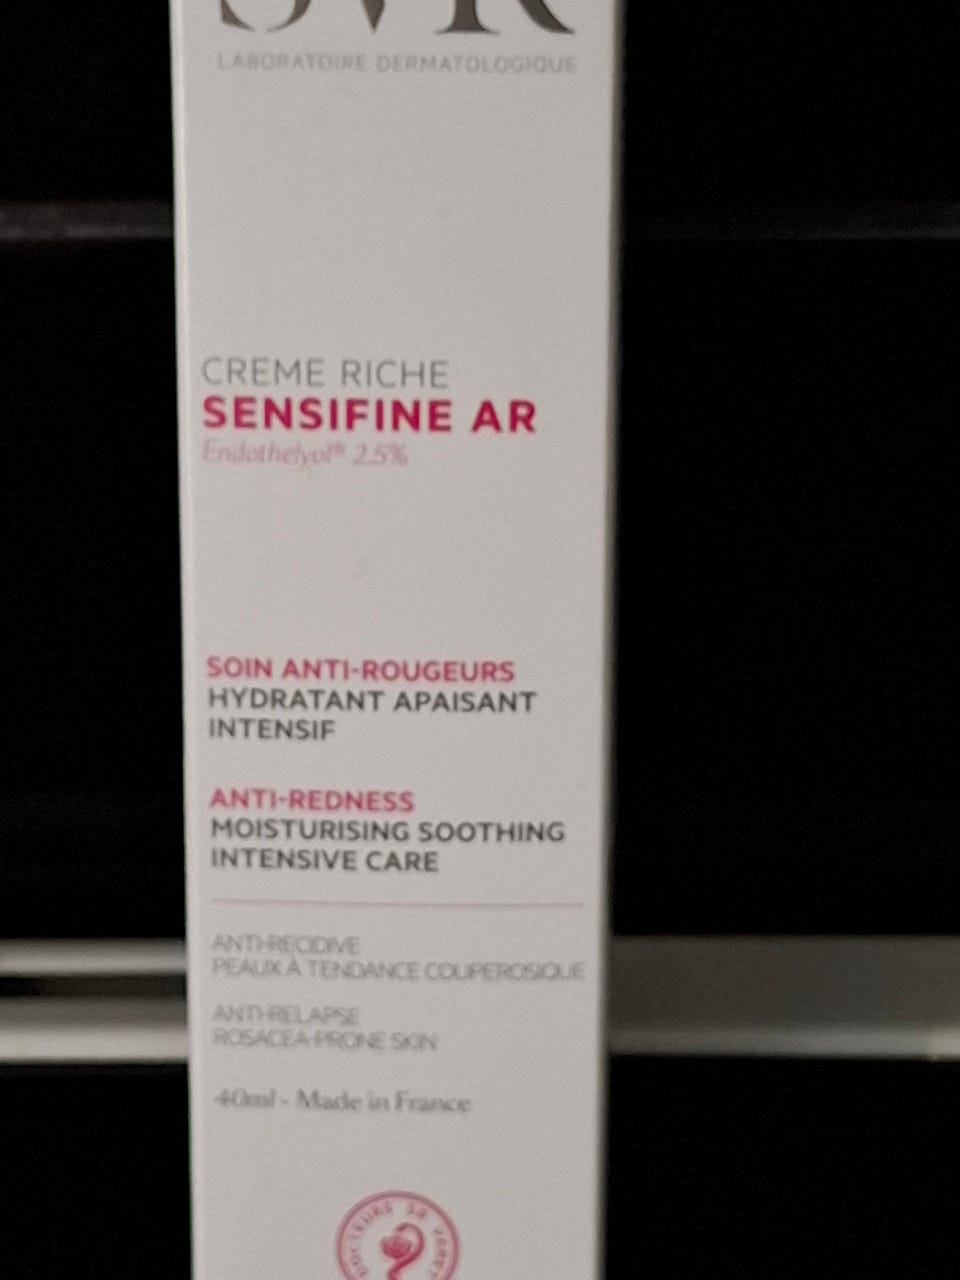 SVR
LABORATOIRE DERMATOLOGIQUE
CREME RICHE
SENSIFINE AR
Endothelyol® 2.5%
SOIN ANTI-ROUGEURS
HYDRATANT APAISANT
INTENSIF
ANTI-REDNESS
MOISTURISING SOOTHING
INTENSIVE CARE
ANTI-RECIDIVE
PEAUX À TENDANCE COUPEROSIQUE
ANTI-RELAPSE
ROSACEA-PRONE SKIN
40ml - Made in France